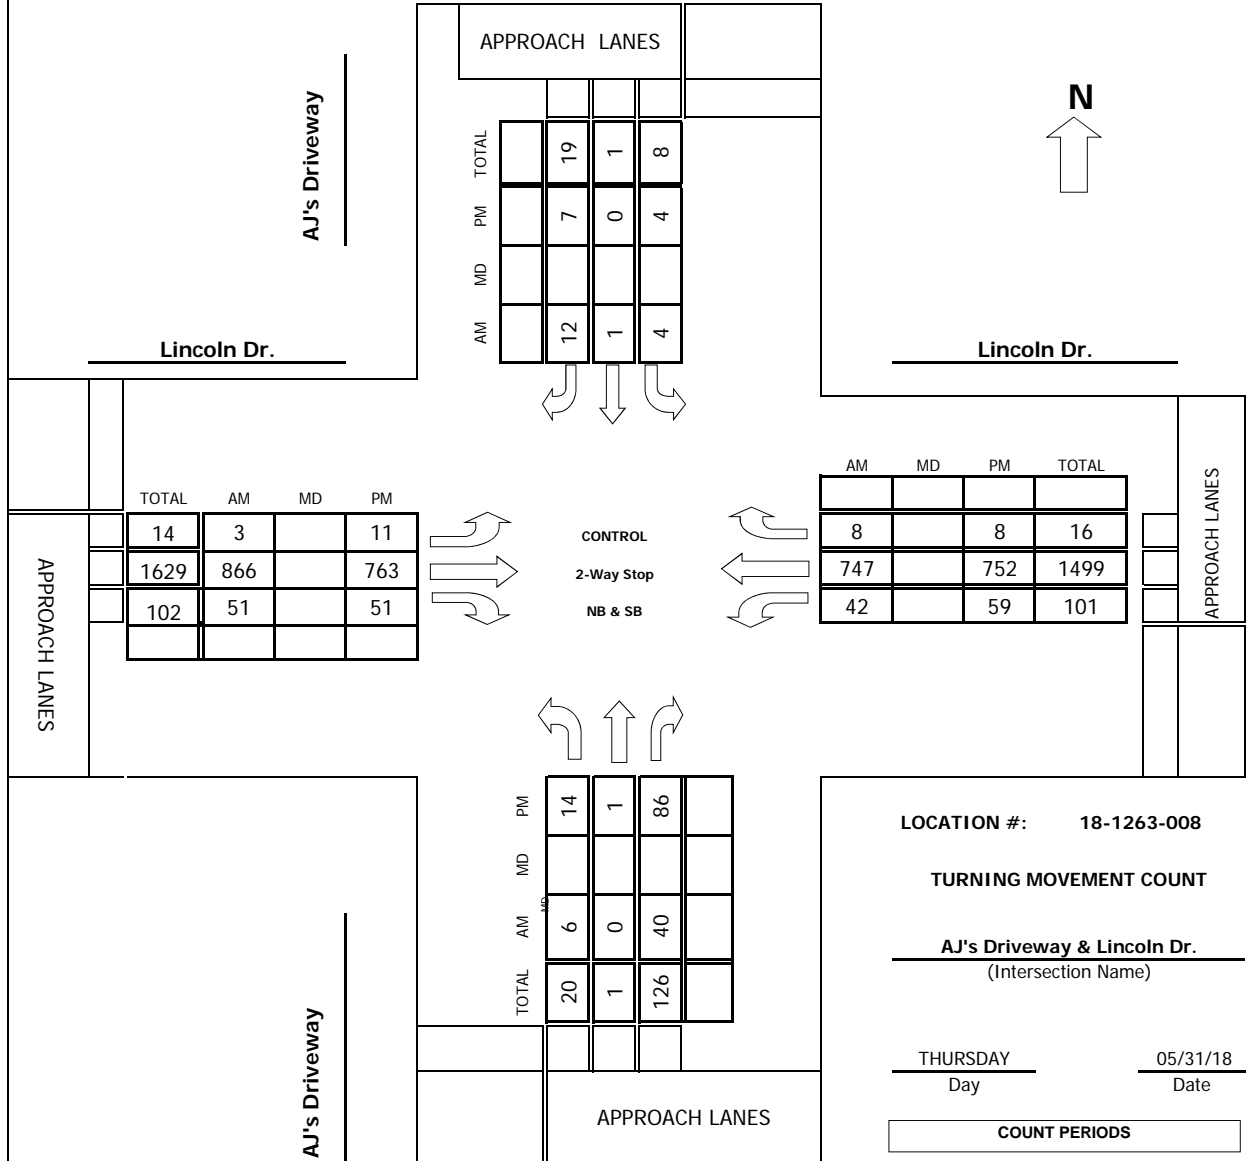 APPROACH LANES
N
AJ's Driveway
TOTAL 19 1 8
PM 7 0 4
MD
AM 12 1 4
Lincoln Dr.
Lincoln Dr.
TOTAL AM MD PM
14 3 11
1629 866 763
102 51 51
APPROACH LANES
CONTROL
2-Way Stop
NB & SB
AM MD PM TOTAL
8 8 16
747 752 1499
42 59 101
APPROACH LANES
PM 14 1 86
MD
MD
AM 6 0 40
TOTAL 20 1 126
AJ's Driveway
APPROACH LANES
LOCATION #: 18-1263-008
TURNING MOVEMENT COUNT
AJ's Driveway & Lincoln Dr.
(Intersection Name)
THURSDAY 05/31/18
Day Date
COUNT PERIODS